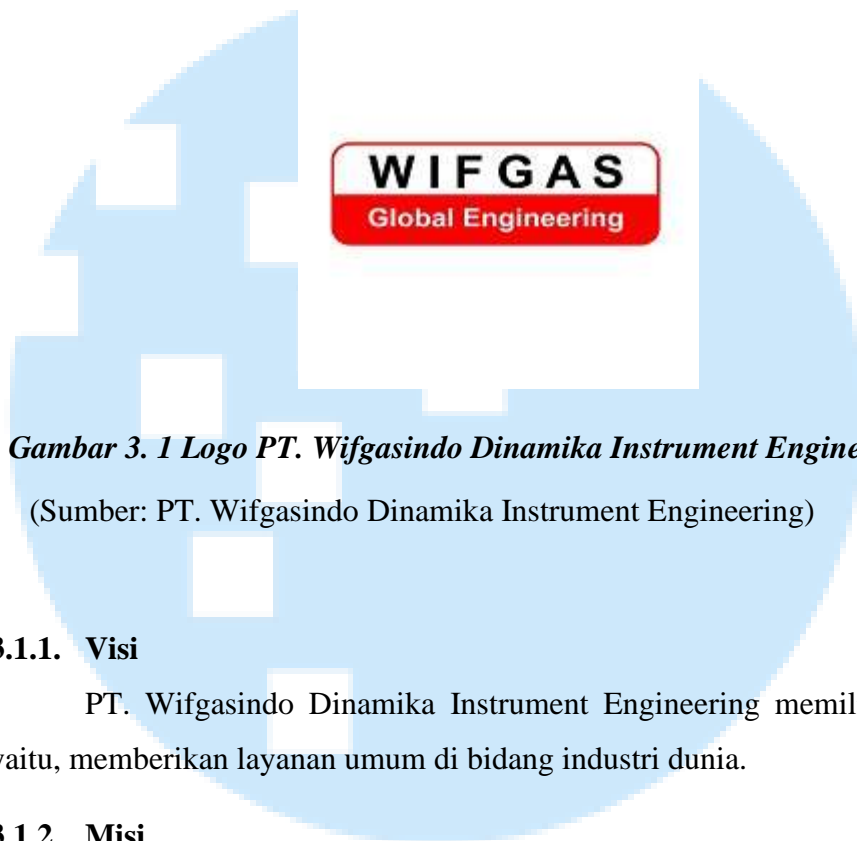 WIFGAS
Global Engineering
Gambar 3. 1 Logo PT. Wifgasindo Dinamika Instrument Engine
(Sumber: PT. Wifgasindo Dinamika Instrument Engineering)
3.1.1. Visi
PT. Wifgasindo Dinamika Instrument Engineering memil
yaitu, memberikan layanan umum di bidang industri dunia.
3.1.2. Misi